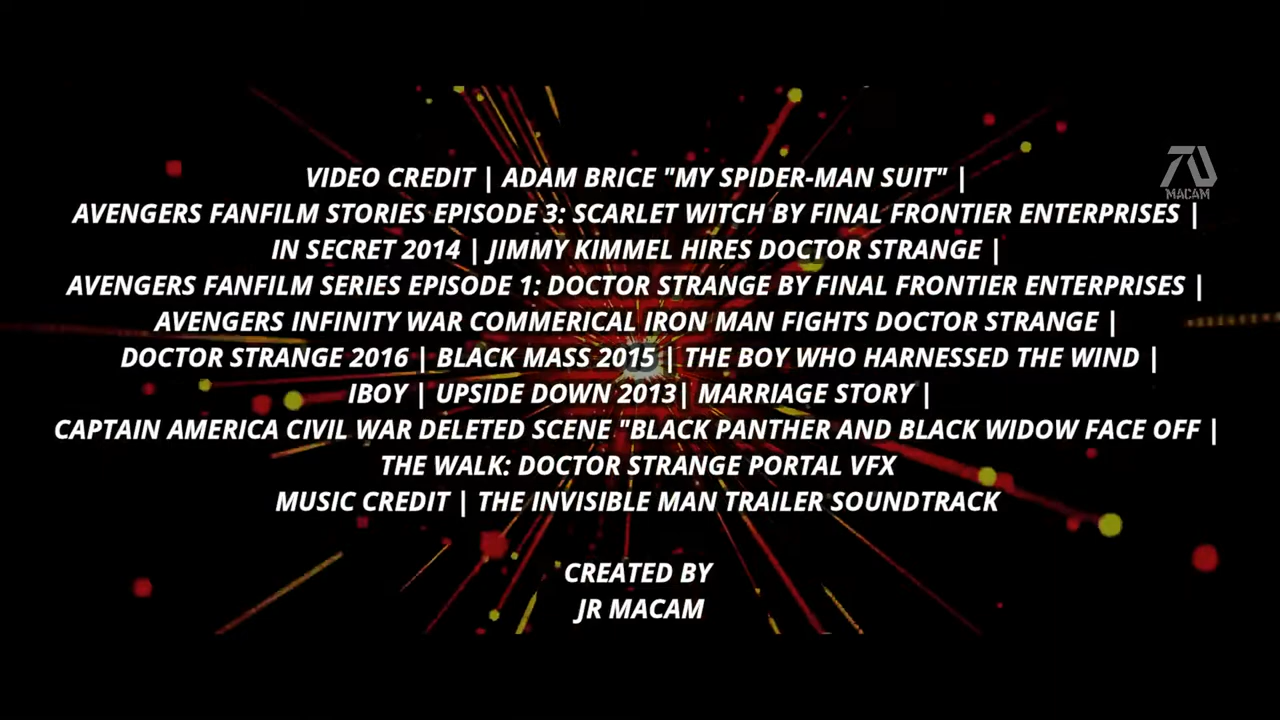 VIDEO CREDIT | ADAM BRICE "MY SPIDER-MAN SUIT" |
AVENGERS FANFILM STORIES EPISODE 3: SCARLET WITCH BY FINAL FRONTIER ENTERPRISES |
IN SECRET 2014 | JIMMY KIMMEL HIRES DOCTOR STRANGE |
AVENGERS FANFILM SERIES EPISODE 1: DOCTOR STRANGE BY FINAL FRONTIER ENTERPRISES |
AVENGERS INFINITY WAR COMMERICAL IRON MAN FIGHTS DOCTOR STRANGE |
DOCTOR STRANGE 2016 | BLACK MASS 2015 | THE BOY WHO HARNESSED THE WIND |
IBOY | UPSIDE DOWN 2013| MARRIAGE STORY |
CAPTAIN AMERICA CIVIL WAR DELETED SCENE "BLACK PANTHER AND BLACK WIDOW FACE OFF |
THE WALK: DOCTOR STRANGE PORTAL VFX
MUSIC CREDIT | THE INVISIBLE MAN TRAILER SOUNDTRACK
CREATED BY
JR MACAM
MACAM